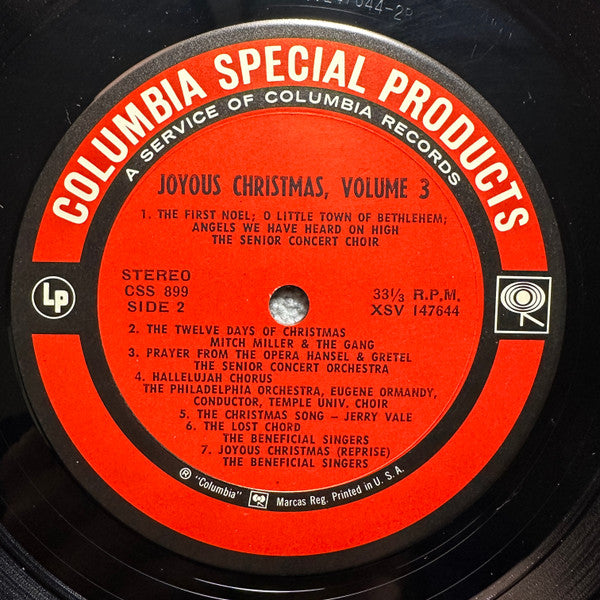 COLUMBIA SPECIAL PRODUCTS
A SERVICE OF COLUMBIA RECORDS
JOYOUS CHRISTMAS, VOLUME 3
1. THE FIRST NOEL; O LITTLE TOWN OF BETHLEHEM;
ANGELS WE HAVE HEARD ON HIGH
THE SENIOR CONCERT CHOIR
STEREO
CSS 899
SIDE 2
33⅓ R.P.M.
XSV 147644
LP
2. THE TWELVE DAYS OF CHRISTMAS
MITCH MILLER & THE GANG
3. PRAYER FROM THE OPERA HANSEL & GRETEL
THE SENIOR CONCERT ORCHESTRA
4. HALLELUJAH CHORUS
THE PHILADELPHIA ORCHESTRA, EUGENE ORMANDY,
CONDUCTOR, TEMPLE UNIV. CHOIR
5. THE CHRISTMAS SONG – JERRY VALE
6. THE LOST CHORD
THE BENEFICIAL SINGERS
7. JOYOUS CHRISTMAS (REPRISE)
THE BENEFICIAL SINGERS
® "Columbia" Marcas Reg. Printed in U. S. A.